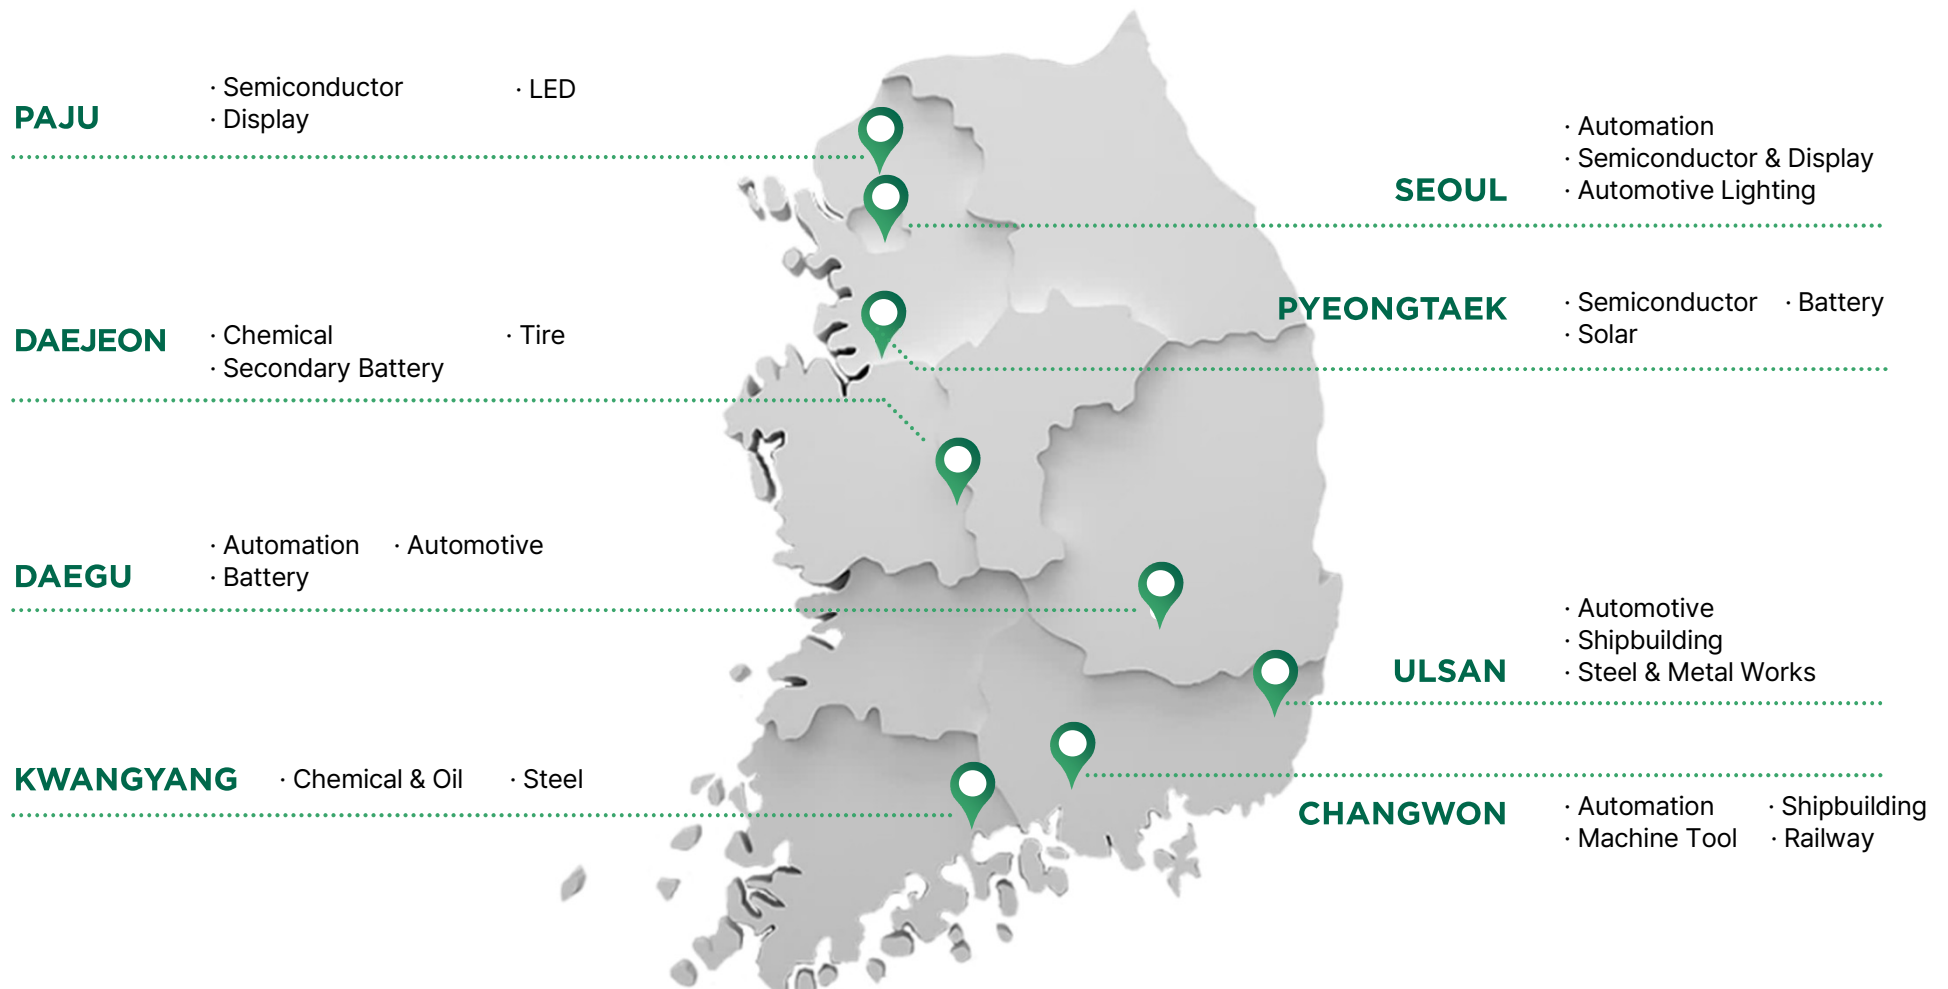 PAJU
· Semiconductor · LED
· Display
SEOUL
· Automation
· Semiconductor & Display
· Automotive Lighting
PYEONGTAEK
· Semiconductor · Battery
· Solar
DAEJEON
· Chemical · Tire
· Secondary Battery
DAEGU
· Automation · Automotive
· Battery
ULSAN
· Automotive
· Shipbuilding
· Steel & Metal Works
KWANGYANG · Chemical & Oil · Steel
CHANGWON
· Automation · Shipbuilding
· Machine Tool · Railway